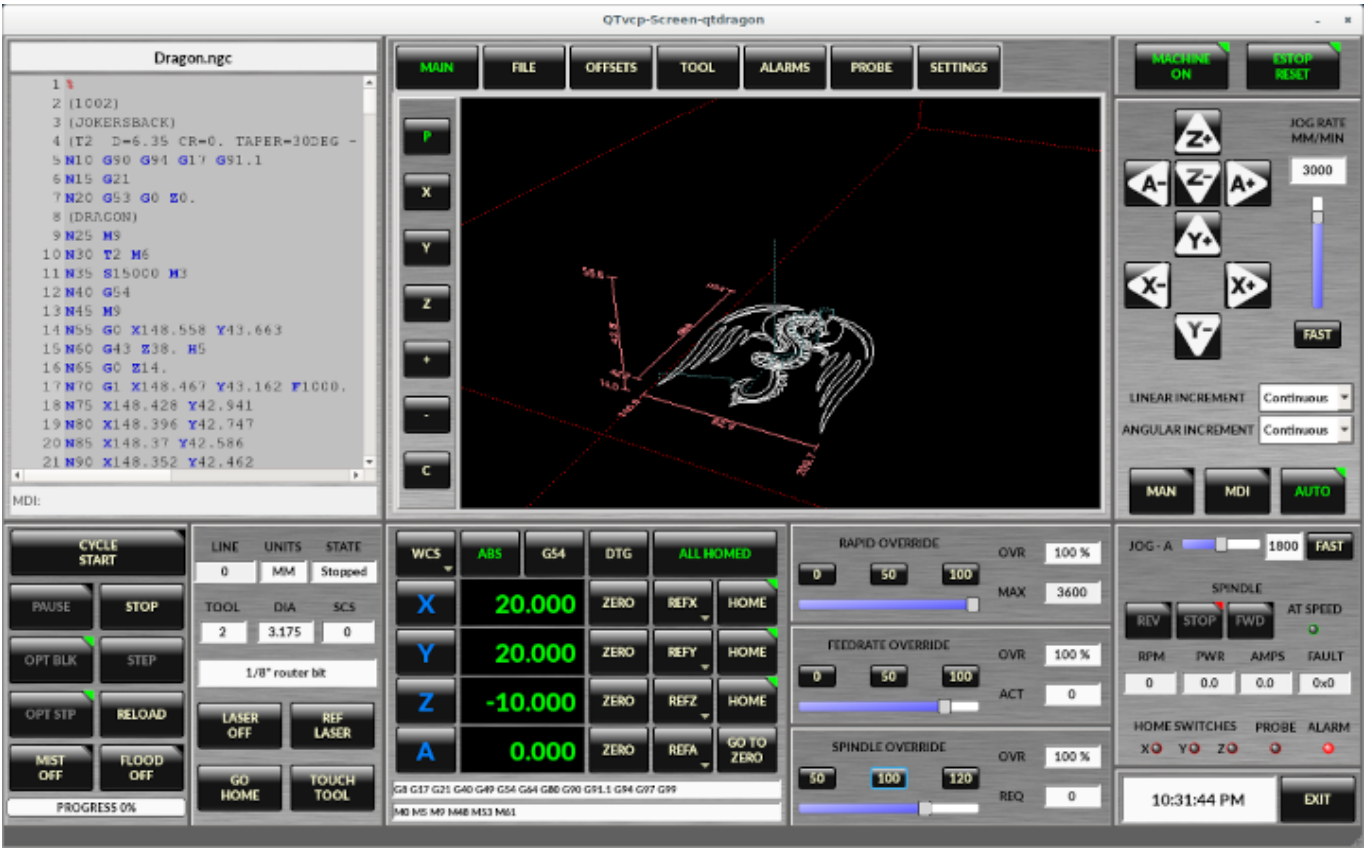 QTvcp-Screen-qtdragon
Dragon.ngc
1 %
2 (1002)
3 (JOKERSBACK)
4 (T2 D=6.35 CR=0. TAPER=30DEG -
5 N10 G90 G94 G17 G91.1
6 N15 G21
7 N20 G53 G0 Z0.
8 (DRAGON)
9 N25 M9
10 N30 T2 M6
11 N35 S15000 M3
12 N40 G54
13 N45 M9
14 N55 G0 X148.558 Y43.663
15 N60 G43 Z38. H5
16 N65 G0 Z14.
17 N70 G1 X148.467 Y43.162 F1000.
18 N75 X148.428 Y42.941
19 N80 X148.396 Y42.747
20 N85 X148.37 Y42.586
21 N90 X148.352 Y42.462
MDI:
MAIN FILE OFFSETS TOOL ALARMS PROBE SETTINGS
P
X
Y
Z
+
-
C
MACHINE ON
ESTOP RESET
Z+
A- Z- A+
Y+
X- X+
Y-
JOG RATE
MM/MIN
3000
FAST
LINEAR INCREMENT Continuous
ANGULAR INCREMENT Continuous
MAN MDI AUTO
CYCLE
START
PAUSE STOP
OPT BLK STEP
OPT STP RELOAD
MIST OFF
FLOOD OFF
PROGRESS 0%
LINE UNITS STATE
0 MM Stopped
TOOL DIA SCS
2 3.175 0
1/8" router bit
LASER OFF
REF LASER
GO HOME
TOUCH TOOL
WCS ABS G54 DTG ALL HOMED
X 20.000 ZERO REFX HOME
Y 20.000 ZERO REFY HOME
Z -10.000 ZERO REFZ HOME
A 0.000 ZERO REFA GO TO ZERO
G8 G17 G21 G40 G49 G54 G64 G80 G90 G91.1 G94 G97 G99
M0 M5 M9 M48 M53 M61
RAPID OVERRIDE
0 50 100
OVR 100 %
MAX 3600
FEEDRATE OVERRIDE
0 50 100
OVR 100 %
ACT 0
SPINDLE OVERRIDE
50 100 120
OVR 100 %
REQ 0
JOG - A 1800 FAST
SPINDLE
REV STOP FWD
AT SPEED
RPM PWR AMPS FAULT
0 0.0 0.0 0x0
HOME SWITCHES PROBE ALARM
X Y Z
10:31:44 PM
EXIT